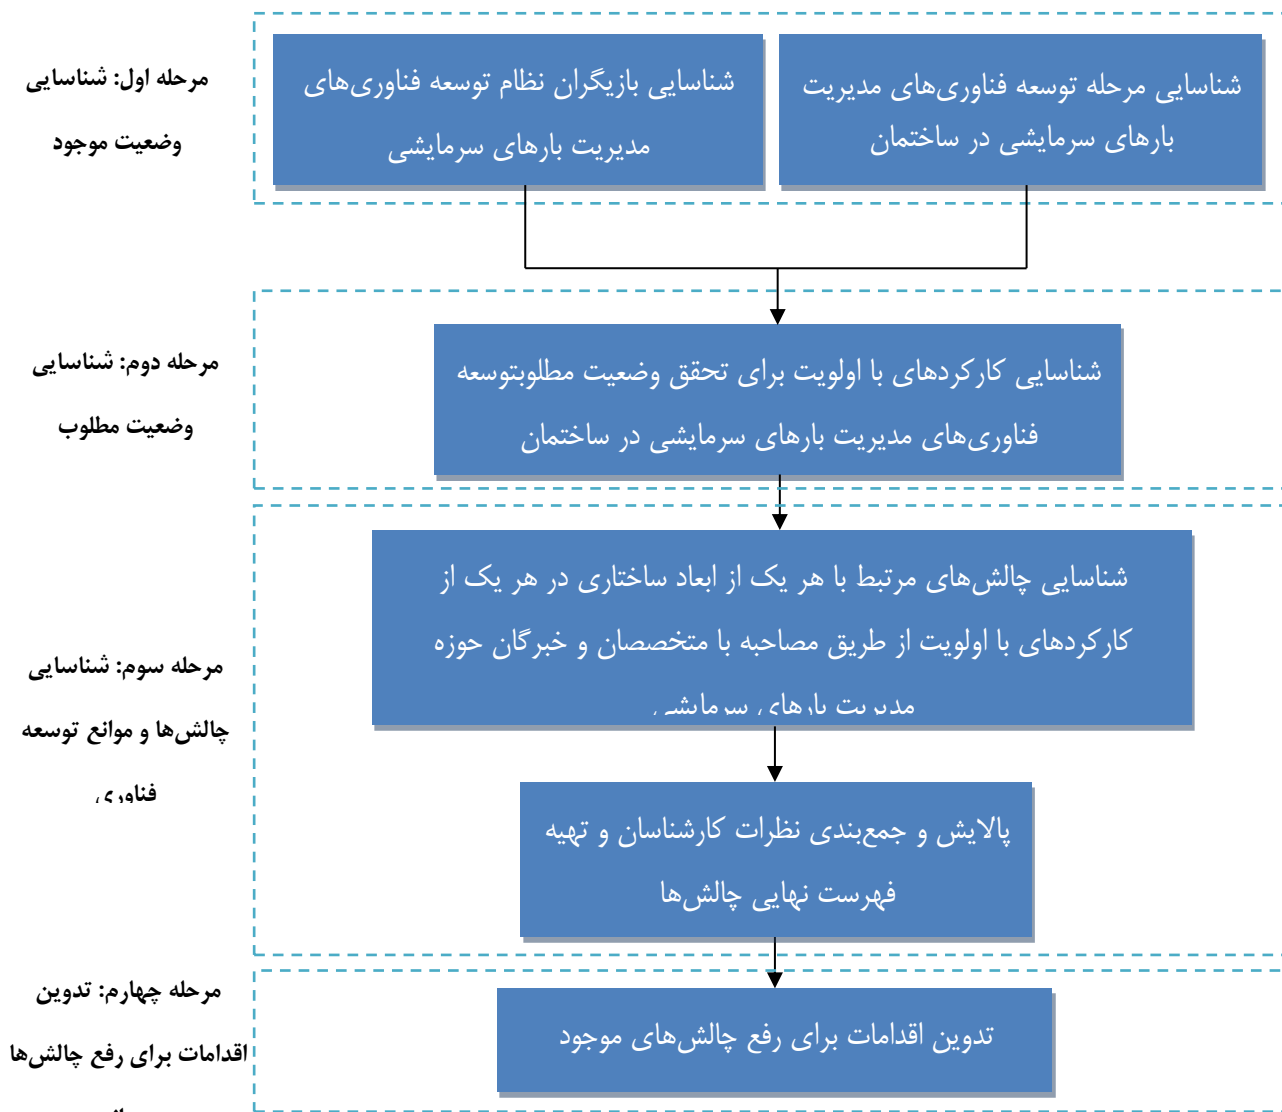 مرحله اول: شناسایی
وضعیت موجود
شناسایی مرحله توسعه فناوری‌های مدیریت
بارهای سرمایشی در ساختمان
شناسایی بازیگران نظام توسعه فناوری‌های
مدیریت بارهای سرمایشی
مرحله دوم: شناسایی
وضعیت مطلوب
شناسایی کارکردهای با اولویت برای تحقق وضعیت مطلوبتوسعه
فناوری‌های مدیریت بارهای سرمایشی در ساختمان
مرحله سوم: شناسایی
چالش‌ها و موانع توسعه
فناوری
شناسایی چالش‌های مرتبط با هر یک از ابعاد ساختاری در هر یک از
کارکردهای با اولویت از طریق مصاحبه با متخصصان و خبرگان حوزه
مدیریت بارهای سرمایشی
پالایش و جمع‌بندی نظرات کارشناسان و تهیه
فهرست نهایی چالش‌ها
مرحله چهارم: تدوین
اقدامات برای رفع چالش‌ها
تدوین اقدامات برای رفع چالش‌های موجود